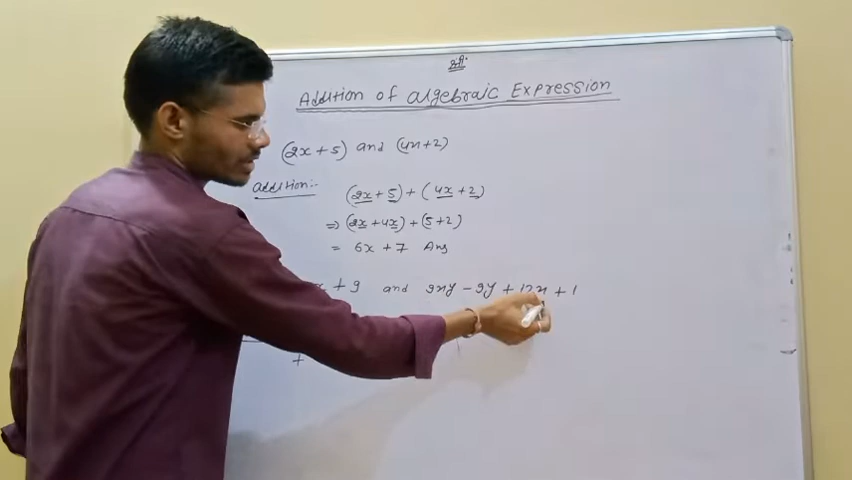 श्री:
Addition of algebraic Expression
(2x+5) and (4x+2)
Addition:-
(2x+5)+(4x+2)
=> (2x+4x)+(5+2)
= 6x+7 Ans
+9 and 9xy-9y+12x+1
+